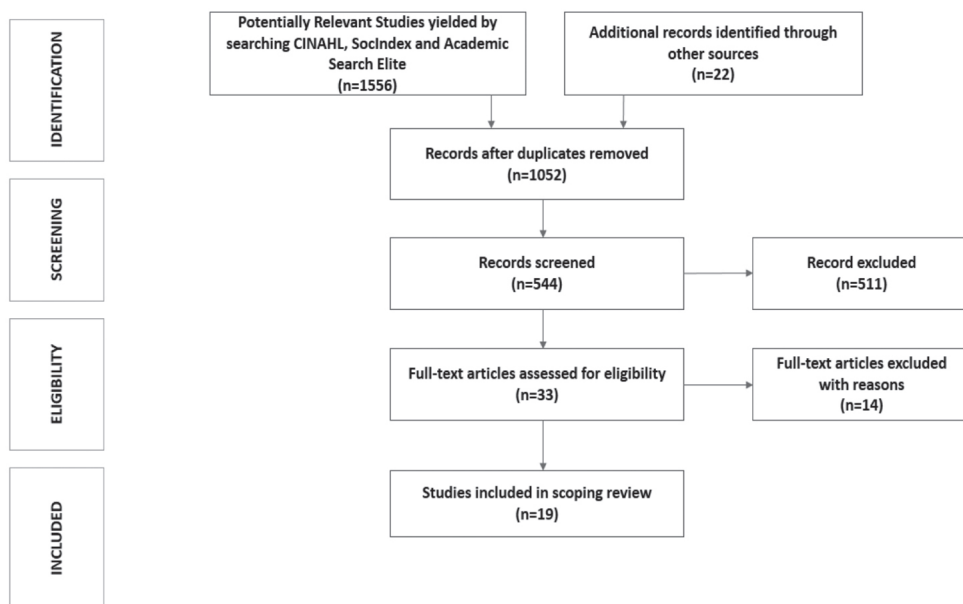 IDENTIFICATION
Potentially Relevant Studies yielded by
searching CINAHL, SocIndex and Academic
Search Elite
(n=1556)
Additional records identified through
other sources
(n=22)
Records after duplicates removed
(n=1052)
SCREENING
Records screened
(n=544)
Record excluded
(n=511)
ELIGIBILITY
Full-text articles assessed for eligibility
(n=33)
Full-text articles excluded
with reasons
(n=14)
INCLUDED
Studies included in scoping review
(n=19)